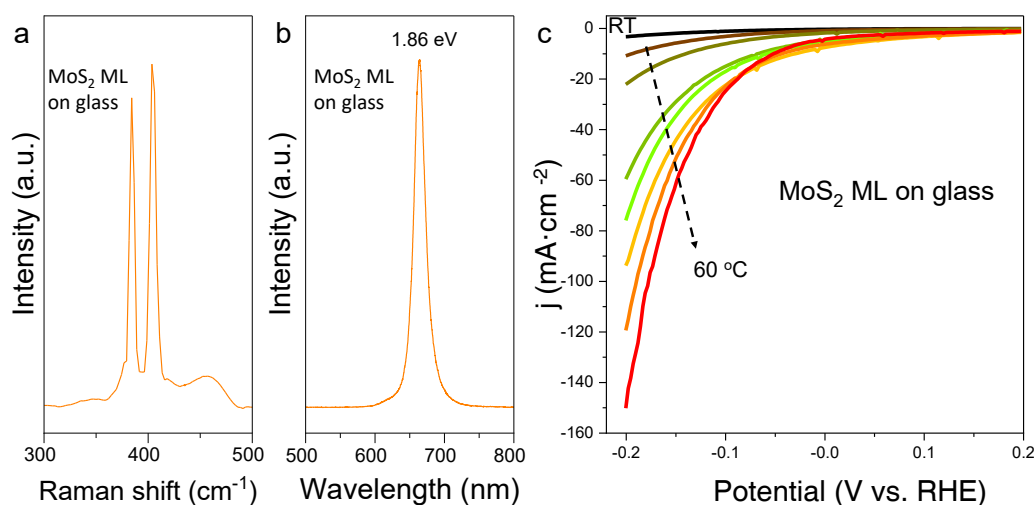 a
MoS₂ ML
on glass
Intensity (a.u.)
300
400
500
Raman shift (cm⁻¹)
b
1.86 eV
MoS₂ ML
on glass
Intensity (a.u.)
500
600
700
800
Wavelength (nm)
c
RT
60 °C
MoS₂ ML on glass
j (mA·cm⁻²)
0
-20
-40
-60
-80
-100
-120
-140
-160
-0.2
-0.1
-0.0
0.1
0.2
Potential (V vs. RHE)